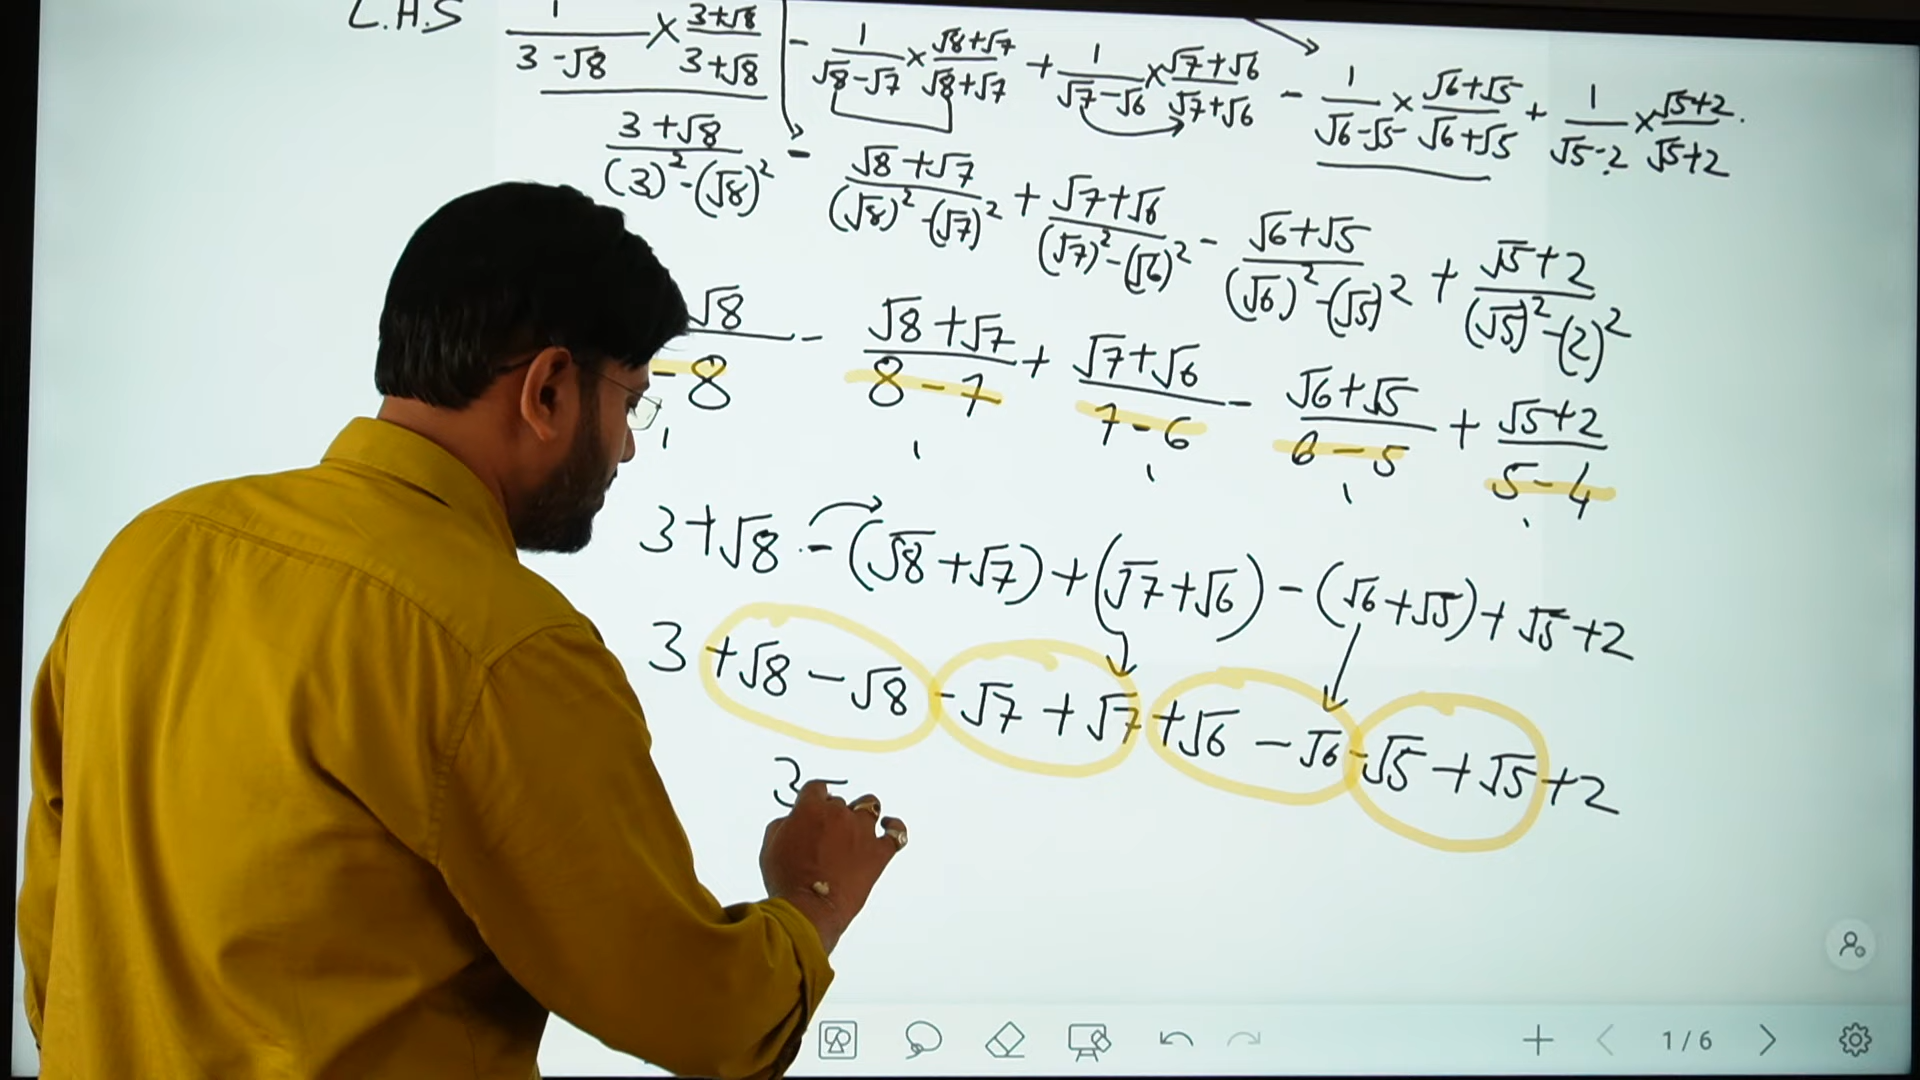 L.H.S 1/(3-√8) × (3+√8)/(3+√8) - 1/(√8-√7) × (√8+√7)/(√8+√7) + 1/(√7-√6) × (√7+√6)/(√7+√6) - 1/(√6-√5) × (√6+√5)/(√6+√5) + 1/(√5-2) × (√5+2)/(√5+2).
(3+√8)/((3)²-(√8)²) - (√8+√7)/((√8)²-(√7)²) + (√7+√6)/((√7)²-(√6)²) - (√6+√5)/((√6)²-(√5)²) + (√5+2)/((√5)²-(2)²)
√8/-8 - (√8+√7)/(8-7) + (√7+√6)/(7-6) - (√6+√5)/(6-5) + (√5+2)/(5-4)
1 1 1 1
3+√8 - (√8+√7) + (√7+√6) - (√6+√5) + √5+2
3 +√8 - √8 - √7 + √7 + √6 - √6 - √5 + √5 + 2
3
1/6